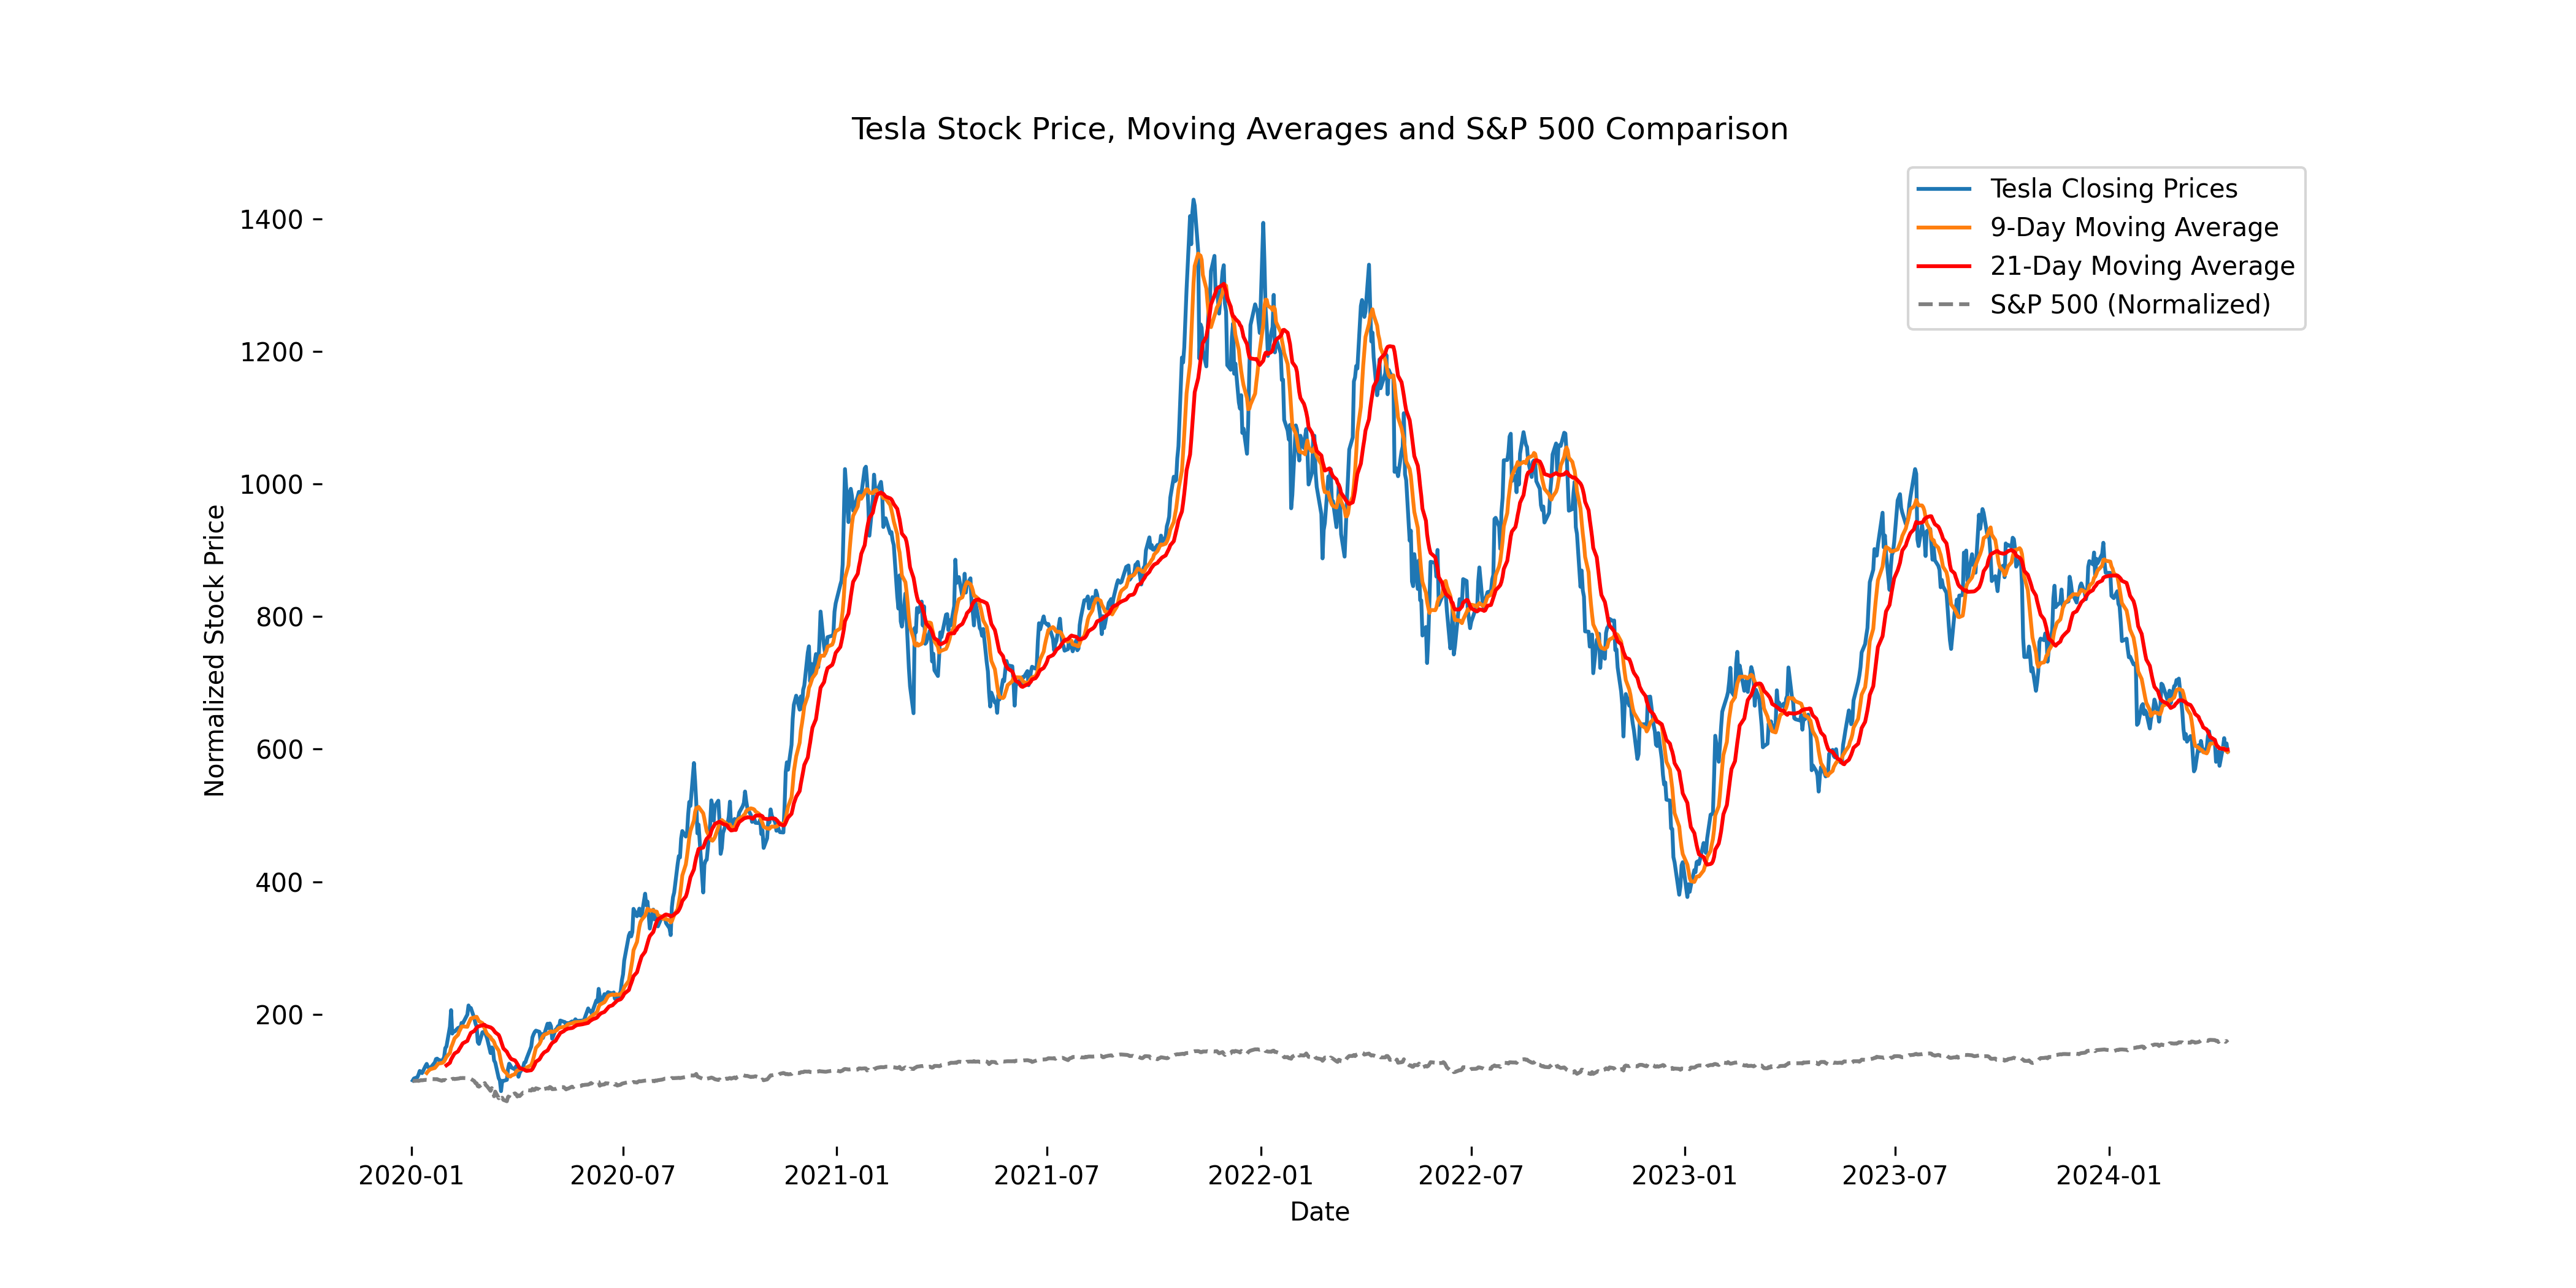 Tesla Stock Price, Moving Averages and S&P 500 Comparison
Tesla Closing Prices
9-Day Moving Average
21-Day Moving Average
S&P 500 (Normalized)
Normalized Stock Price
1400
1200
1000
800
600
400
200
2020-01 2020-07 2021-01 2021-07 2022-01 2022-07 2023-01 2023-07 2024-01
Date